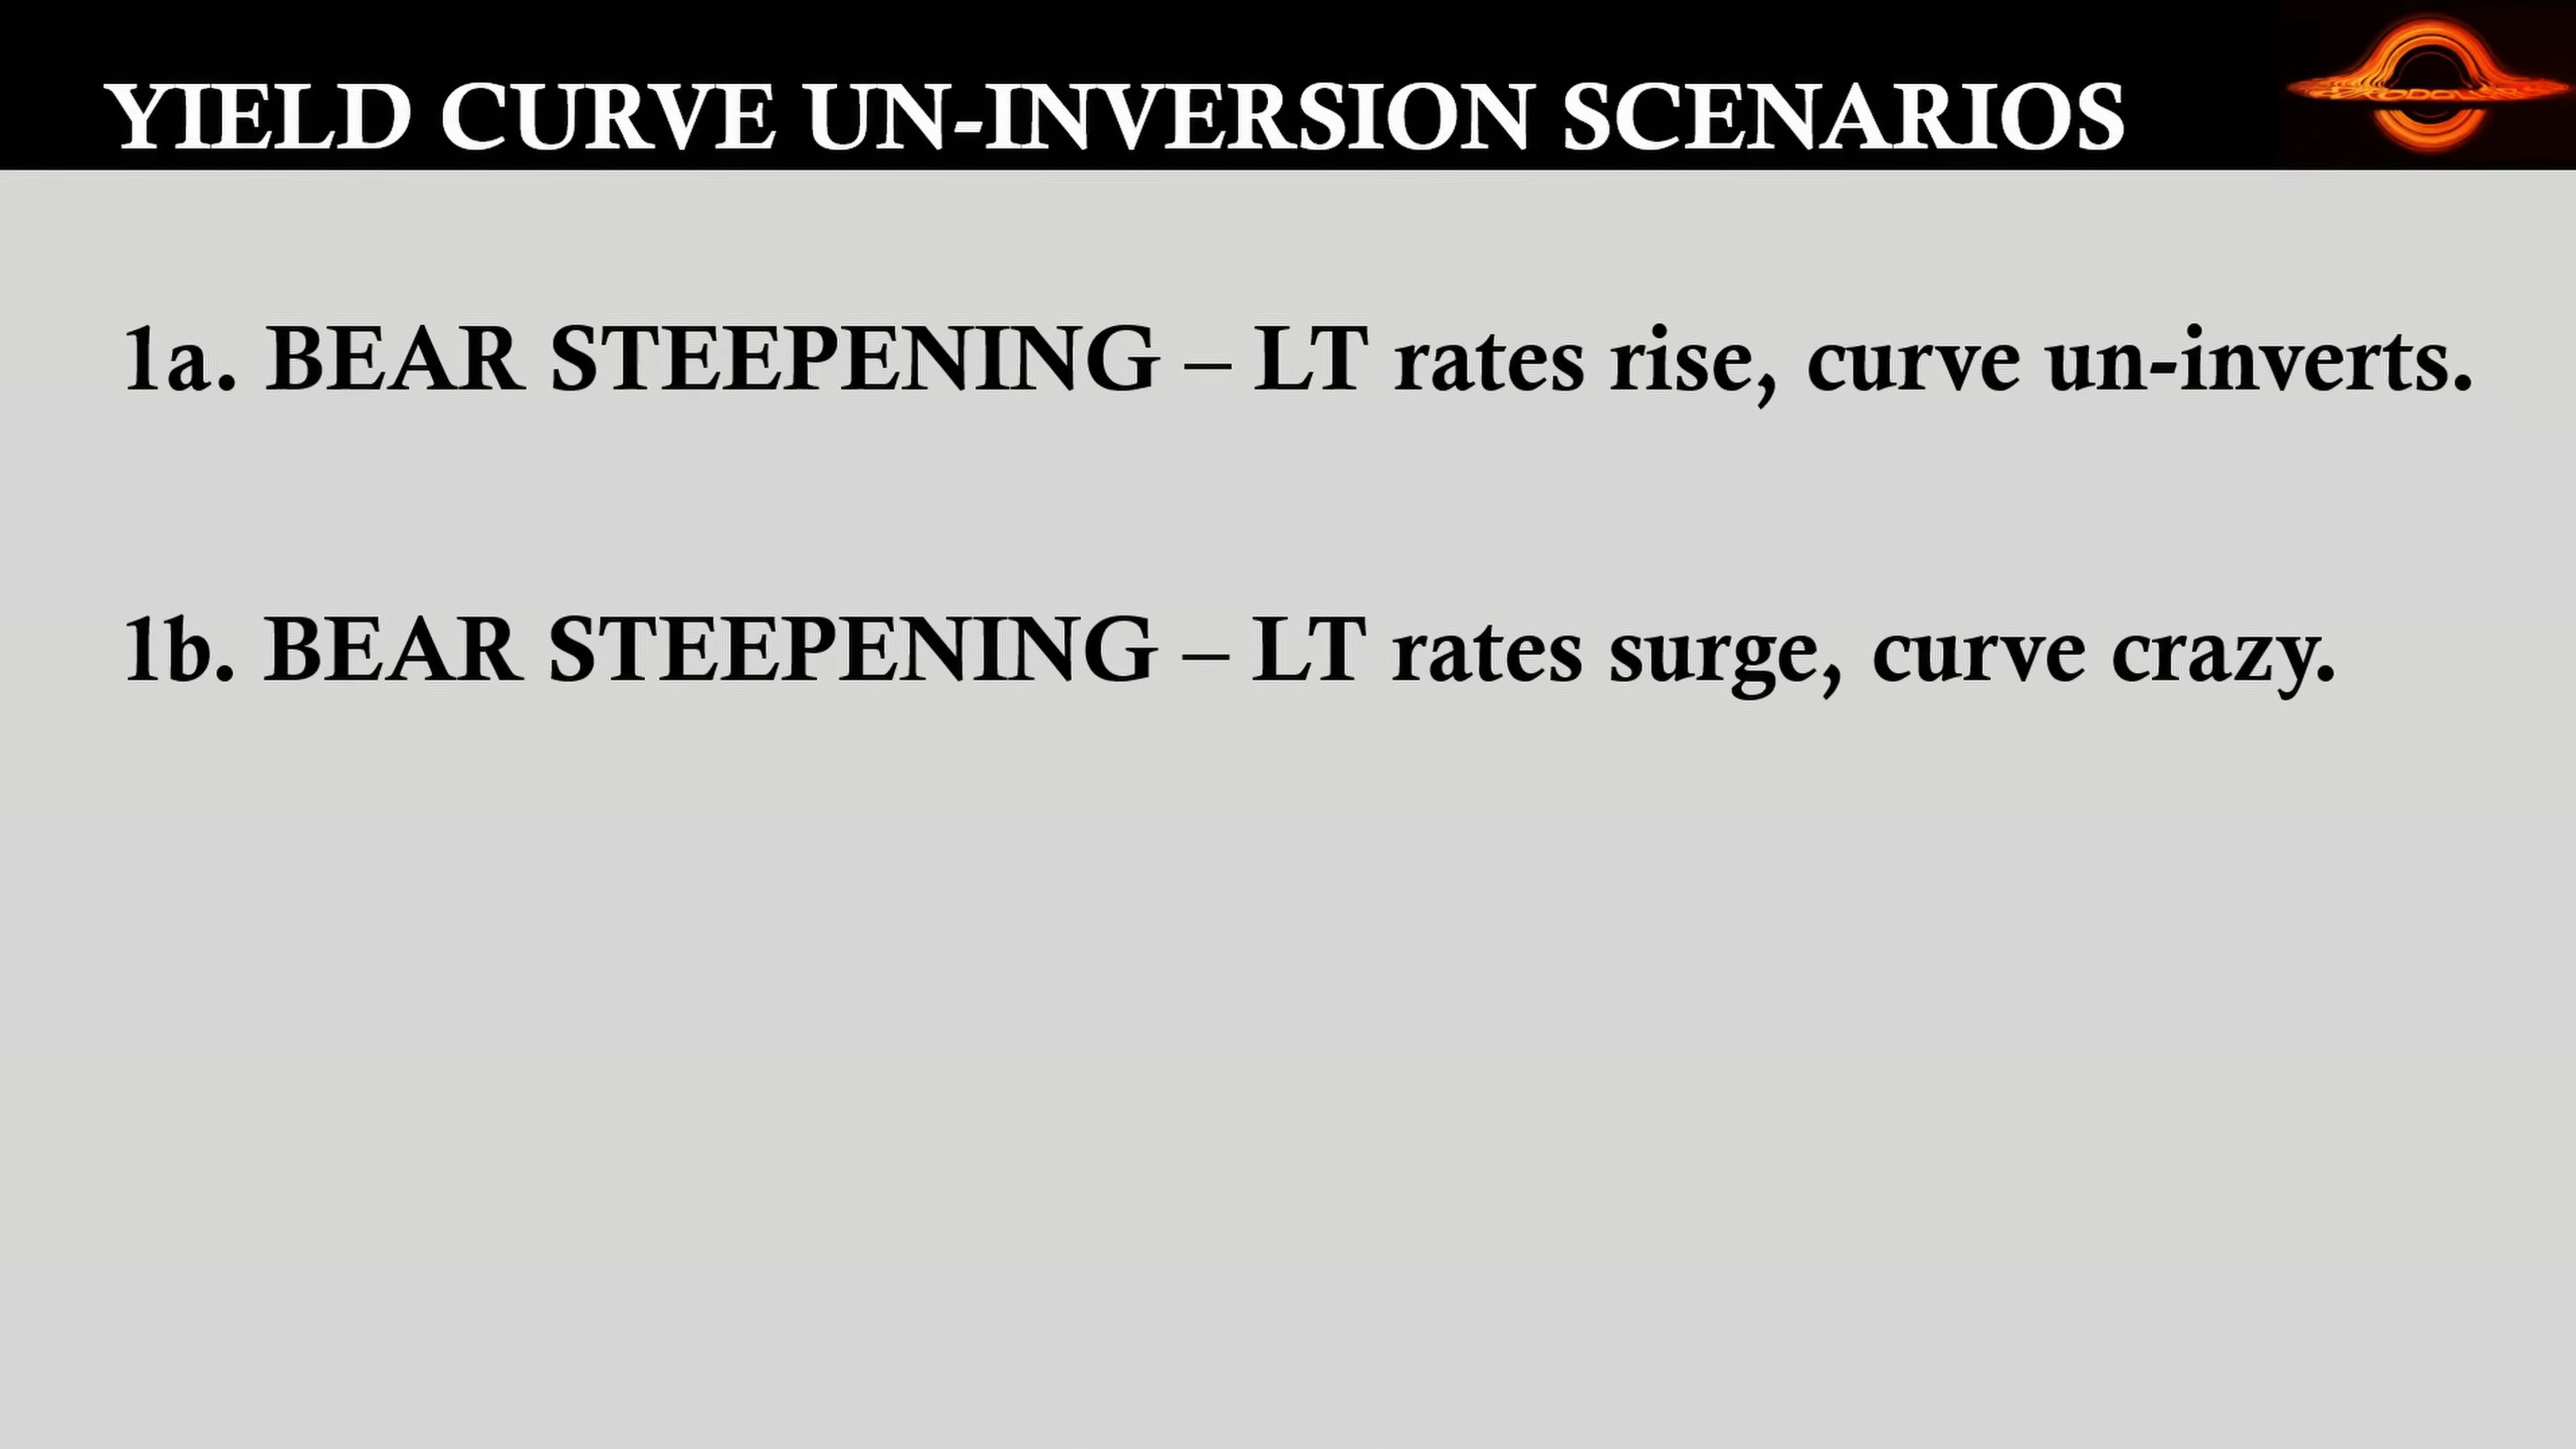 YIELD CURVE UN-INVERSION SCENARIOS
1a. BEAR STEEPENING – LT rates rise, curve un-inverts.
1b. BEAR STEEPENING – LT rates surge, curve crazy.